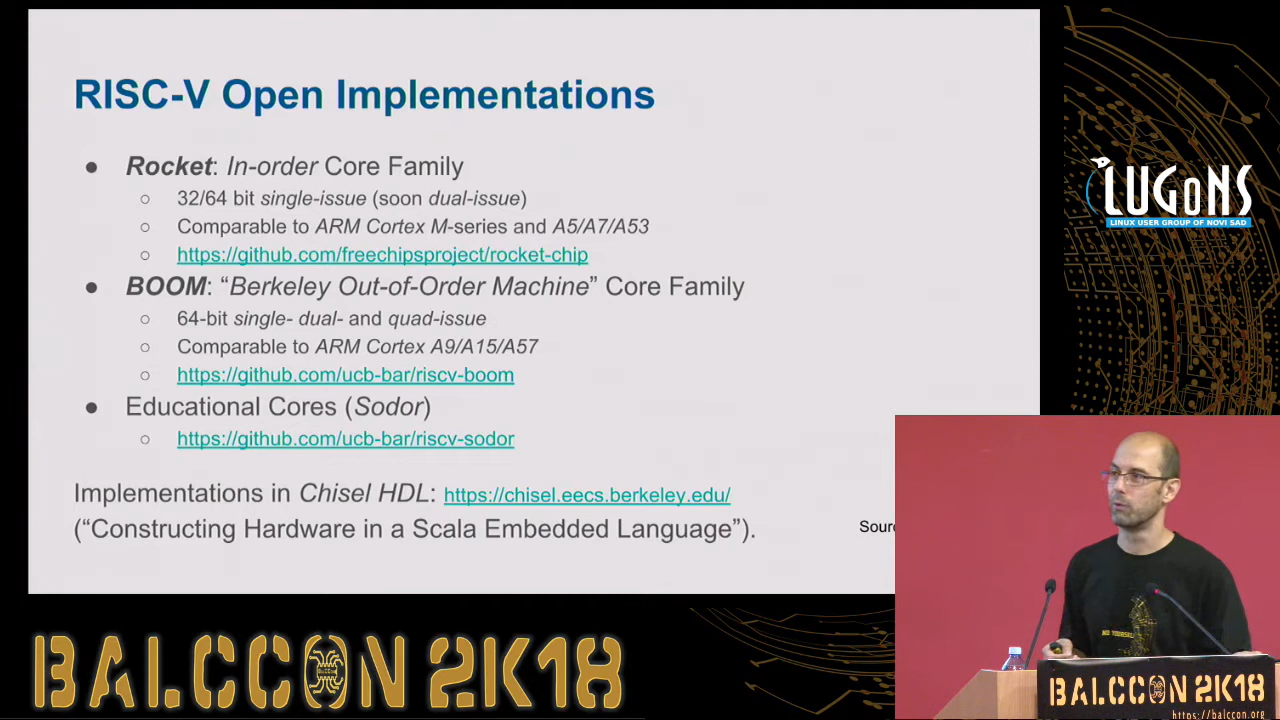 RISC-V Open Implementations
● Rocket: In-order Core Family
○ 32/64 bit single-issue (soon dual-issue)
○ Comparable to ARM Cortex M-series and A5/A7/A53
○ https://github.com/freechipsproject/rocket-chip
● BOOM: “Berkeley Out-of-Order Machine” Core Family
○ 64-bit single- dual- and quad-issue
○ Comparable to ARM Cortex A9/A15/A57
○ https://github.com/ucb-bar/riscv-boom
● Educational Cores (Sodor)
○ https://github.com/ucb-bar/riscv-sodor
Implementations in Chisel HDL: https://chisel.eecs.berkeley.edu/
(“Constructing Hardware in a Scala Embedded Language”).
Sour
LUGoNS
LINUX USER GROUP OF NOVI SAD
BALCCON 2K18
BALCCON 2K18
https://balccon.org